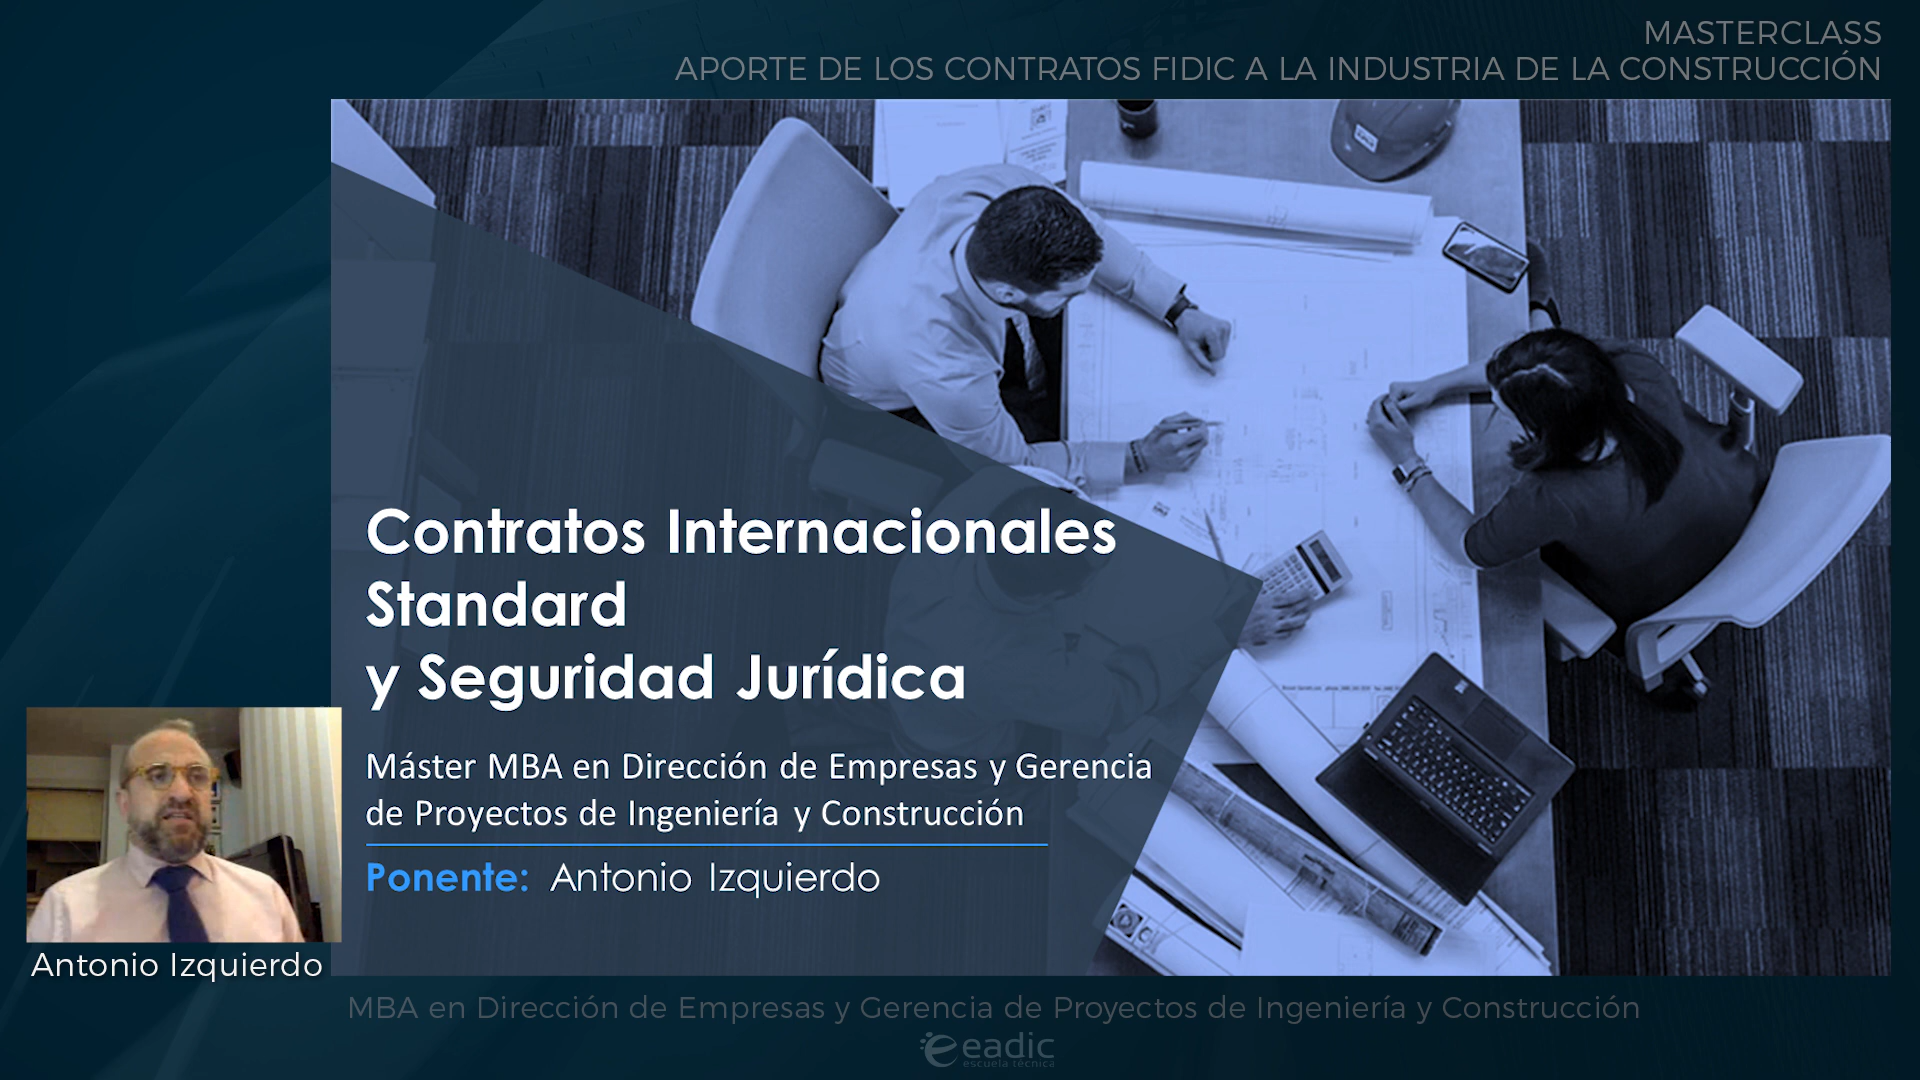 MASTERCLASS
APORTE DE LOS CONTRATOS FIDIC A LA INDUSTRIA DE LA CONSTRUCCIÓN
Contratos Internacionales
Standard
y Seguridad Jurídica
Máster MBA en Dirección de Empresas y Gerencia
de Proyectos de Ingeniería y Construcción
Ponente: Antonio Izquierdo
Antonio Izquierdo
MBA en Dirección de Empresas y Gerencia de Proyectos de Ingeniería y Construcción
eadic
escuela técnica